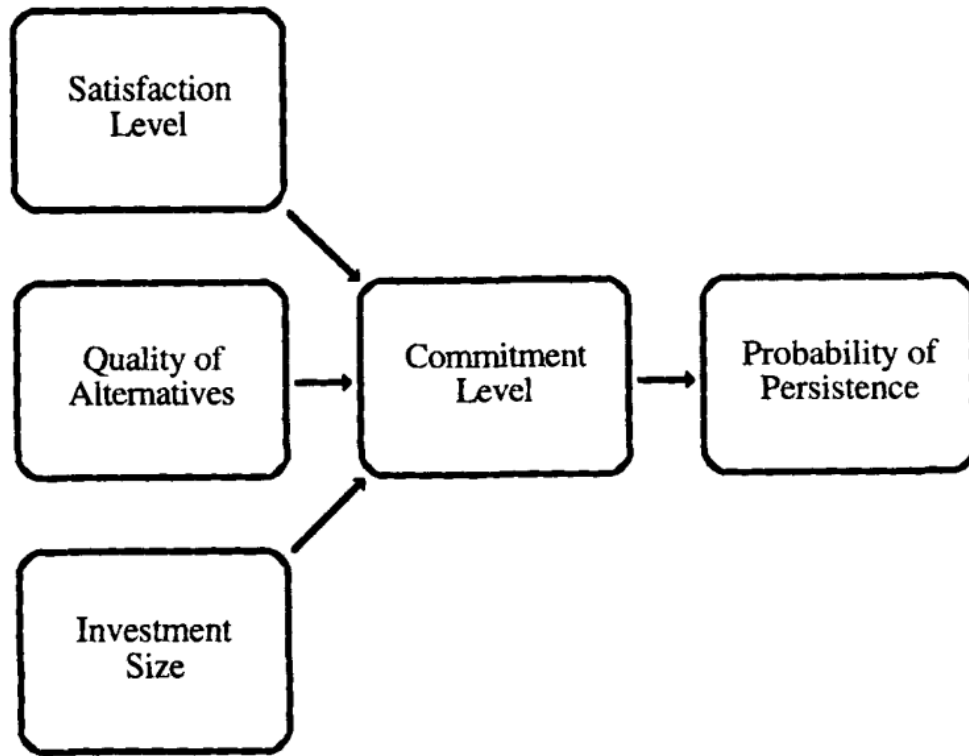 Satisfaction
Level
Quality of
Alternatives
Commitment
Level
Probability of
Persistence
Investment
Size